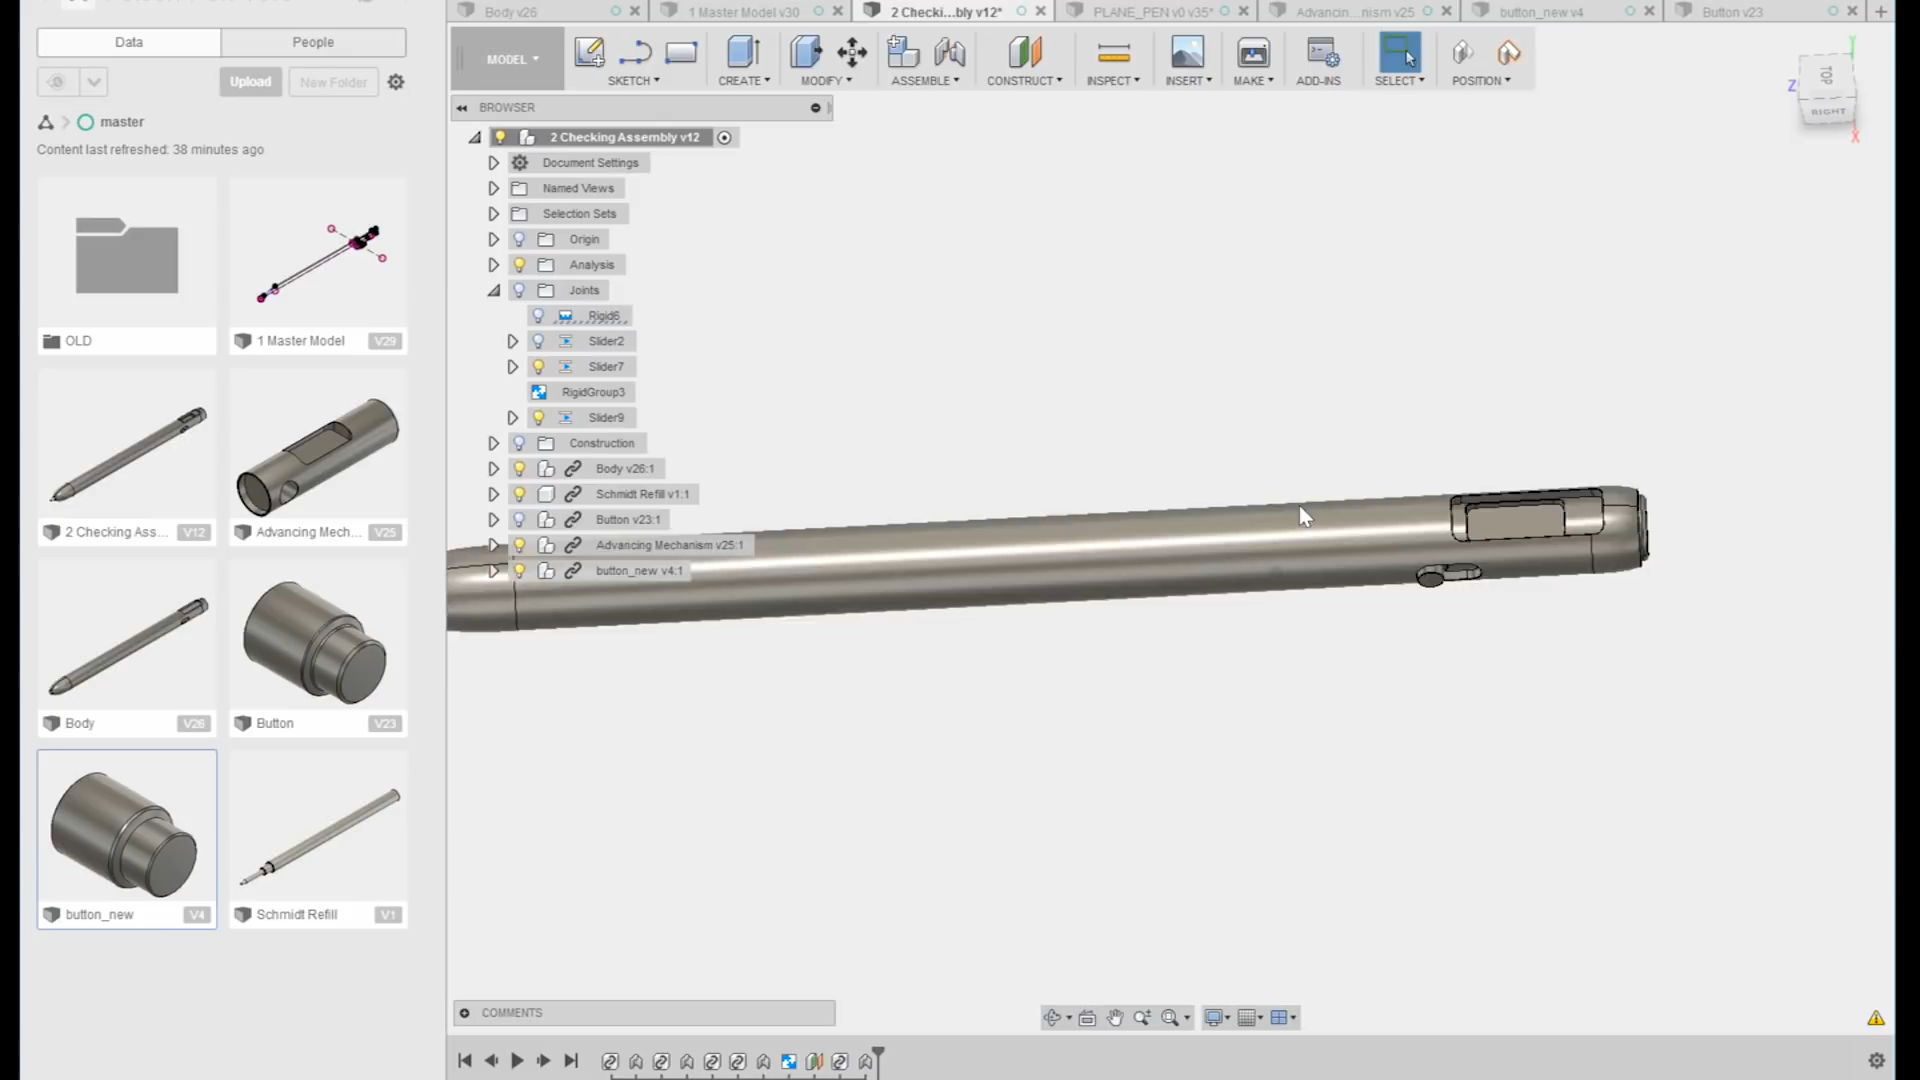 Body v26
1 Master Model v30
2 Checki...bly v12*
PLANE_PEN v0 v35*
Advancin...nism v25
button_new v4
Button v23
Data
People
Upload
New Folder
master
Content last refreshed: 38 minutes ago
OLD
1 Master Model
V29
2 Checking Ass...
V12
Advancing Mech...
V25
Body
V26
Button
V23
button_new
V4
Schmidt Refill
V1
MODEL
SKETCH
CREATE
MODIFY
ASSEMBLE
CONSTRUCT
INSPECT
INSERT
MAKE
ADD-INS
SELECT
POSITION
BROWSER
2 Checking Assembly v12
Document Settings
Named Views
Selection Sets
Origin
Analysis
Joints
Rigid6
Slider2
Slider7
RigidGroup3
Slider9
Construction
Body v26:1
Schmidt Refill v1:1
Button v23:1
Advancing Mechanism v25:1
button_new v4:1
Z
TOP
RIGHT
X
COMMENTS